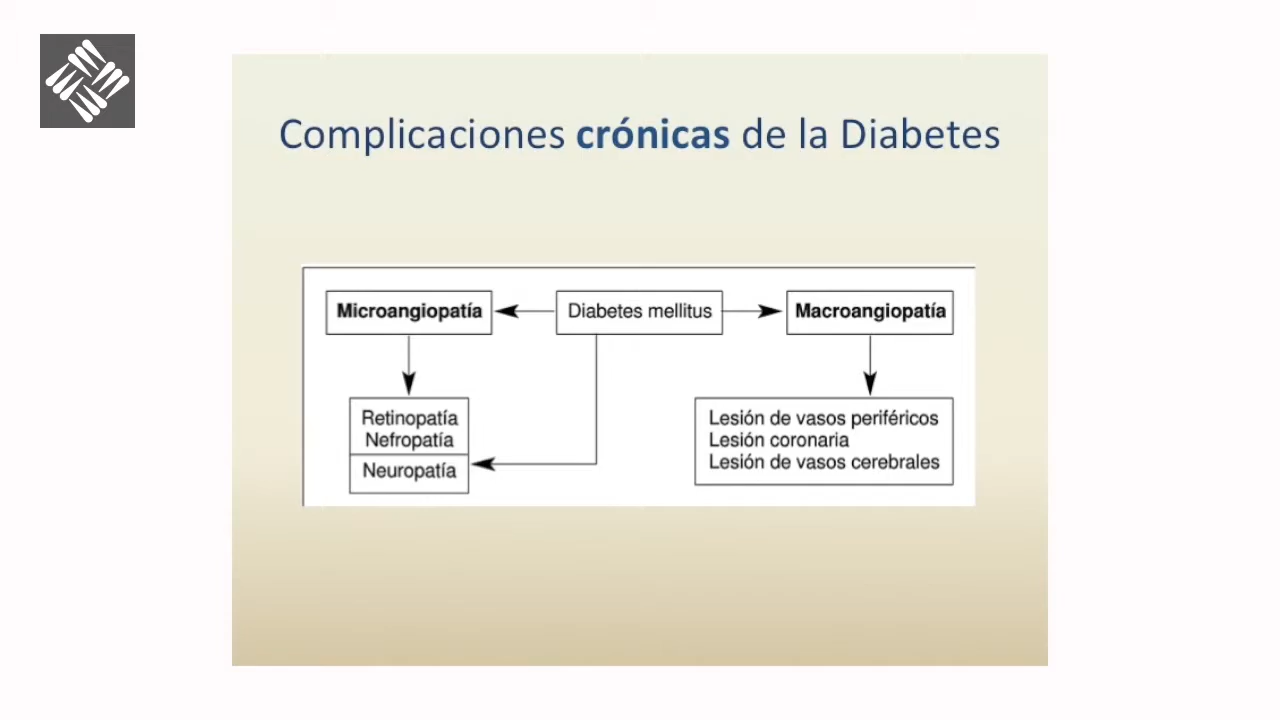 Complicaciones crónicas de la Diabetes
Microangiopatía
Diabetes mellitus
Macroangiopatía
Retinopatía
Nefropatía
Neuropatía
Lesión de vasos periféricos
Lesión coronaria
Lesión de vasos cerebrales